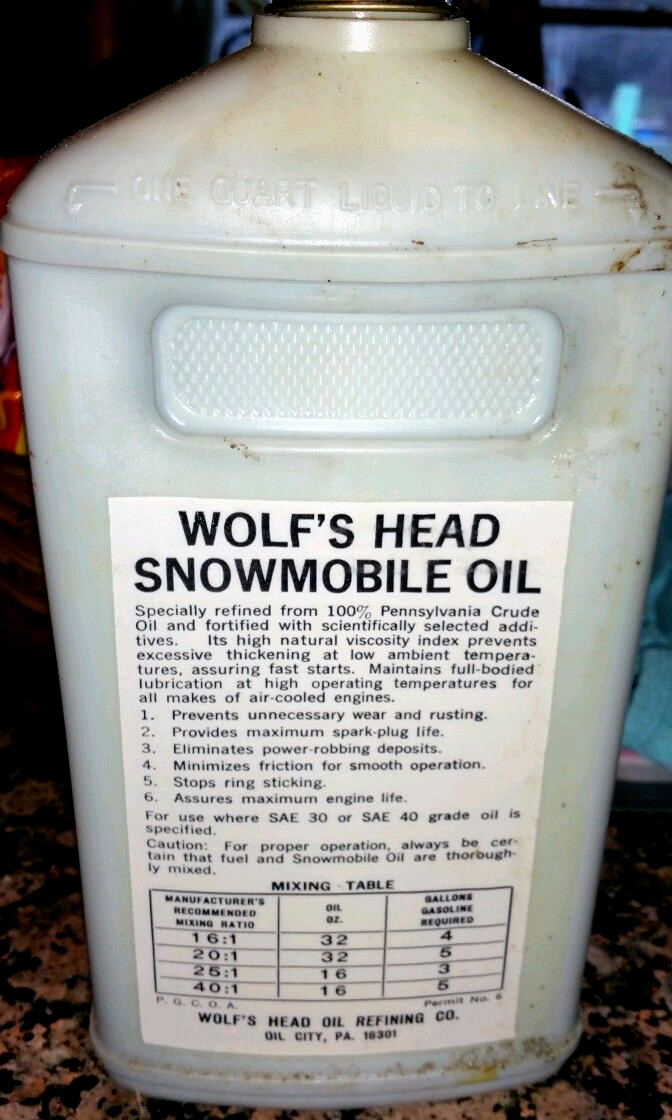 ONE QUART LIQUID TO LINE
WOLF'S HEAD
SNOWMOBILE OIL
Specially refined from 100% Pennsylvania Crude
Oil and fortified with scientifically selected addi-
tives. Its high natural viscosity index prevents
excessive thickening at low ambient tempera-
tures, assuring fast starts. Maintains full-bodied
lubrication at high operating temperatures for
all makes of air-cooled engines.
1. Prevents unnecessary wear and rusting.
2. Provides maximum spark-plug life.
3. Eliminates power-robbing deposits.
4. Minimizes friction for smooth operation.
5. Stops ring sticking.
6. Assures maximum engine life.
For use where SAE 30 or SAE 40 grade oil is
specified.
Caution: For proper operation, always be cer-
tain that fuel and Snowmobile Oil are thorough-
ly mixed.
MIXING TABLE
MANUFACTURER'S RECOMMENDED MIXING RATIO OIL OZ. GALLONS GASOLINE REQUIRED
16:1 32 4
20:1 32 5
25:1 16 3
40:1 16 5
P. G. C. O. A. Permit No. 6
WOLF'S HEAD OIL REFINING CO.
OIL CITY, PA. 16301